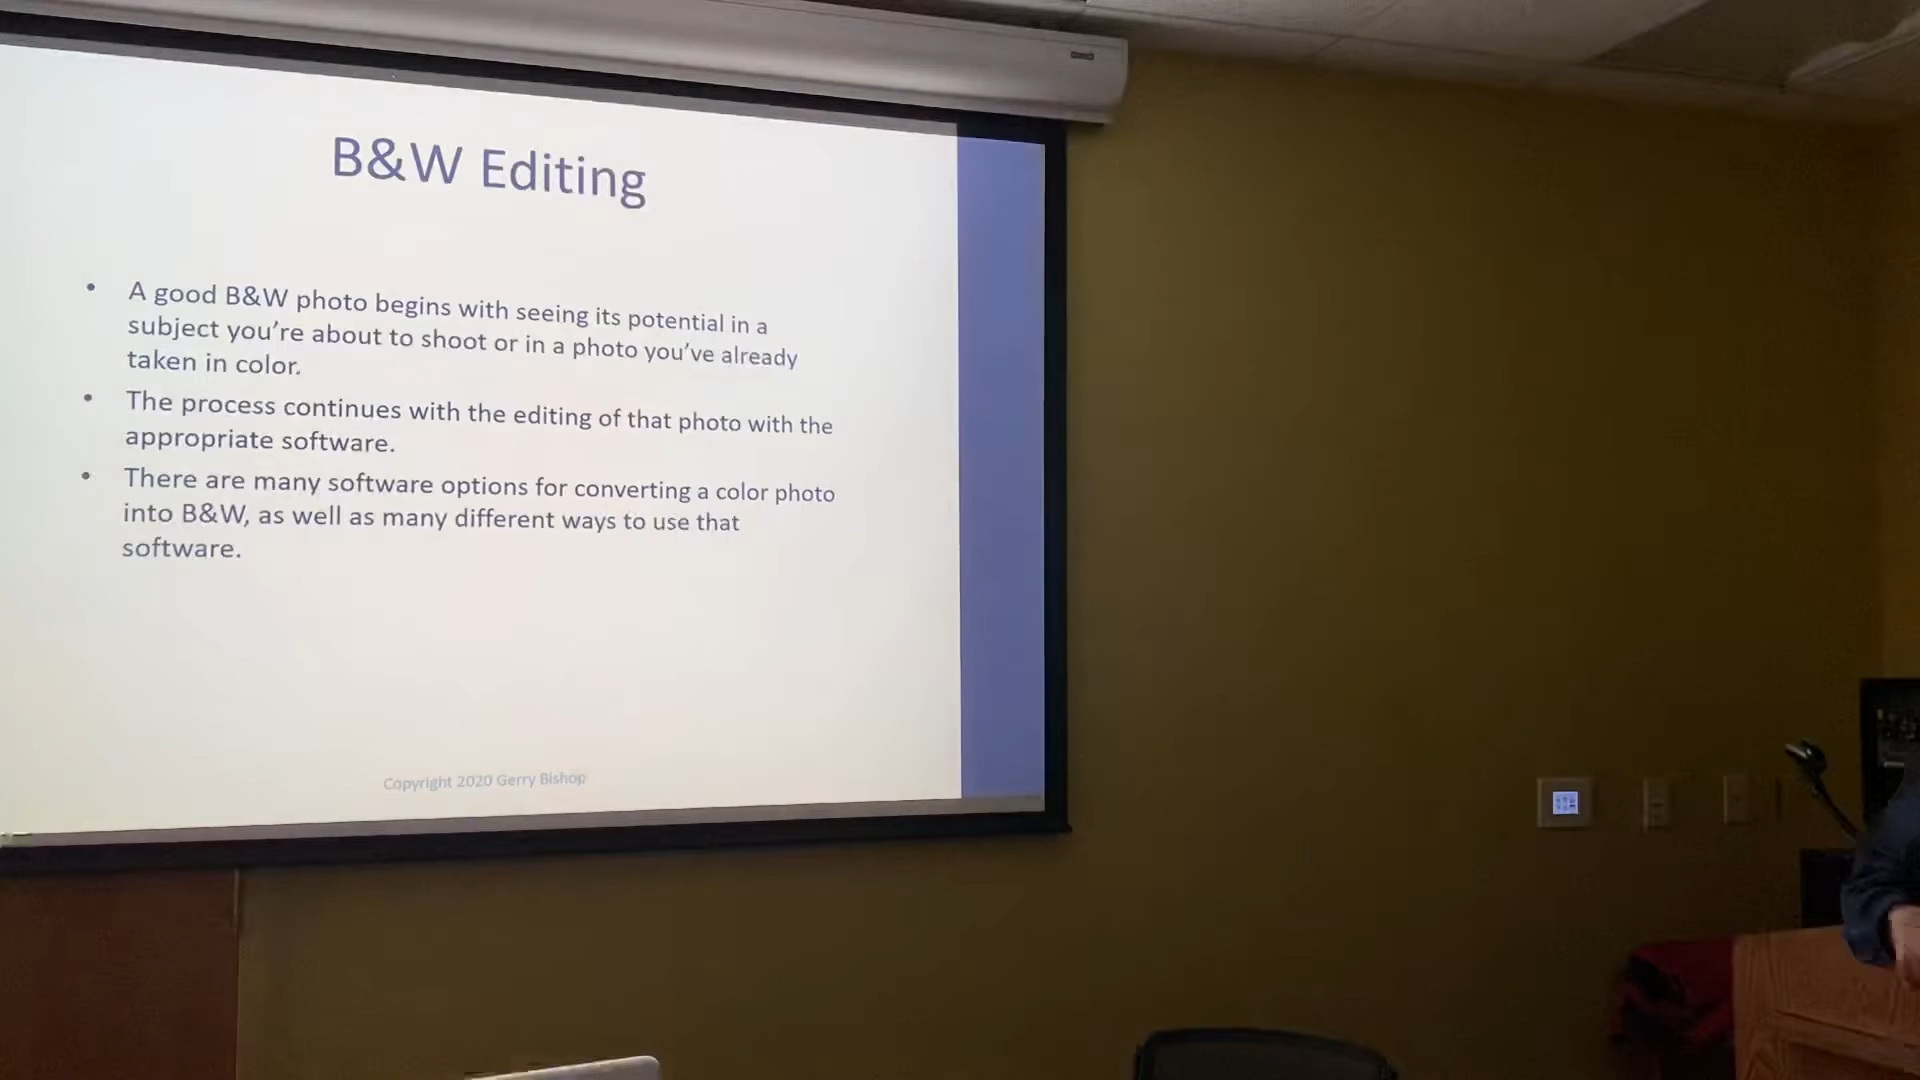 B&W Editing
• A good B&W photo begins with seeing its potential in a
subject you’re about to shoot or in a photo you’ve already
taken in color.
• The process continues with the editing of that photo with the
appropriate software.
• There are many software options for converting a color photo
into B&W, as well as many different ways to use that
software.
Copyright 2020 Gerry Bishop